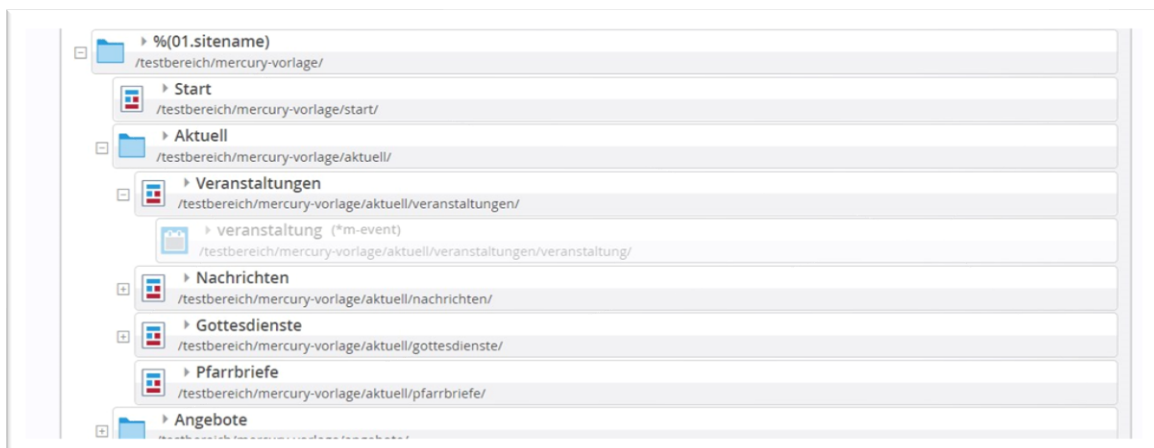 %(01.sitename)
/testbereich/mercury-vorlage/
Start
/testbereich/mercury-vorlage/start/
Aktuell
/testbereich/mercury-vorlage/aktuell/
Veranstaltungen
/testbereich/mercury-vorlage/aktuell/veranstaltungen/
veranstaltung (*m-event)
/testbereich/mercury-vorlage/aktuell/veranstaltungen/veranstaltung/
Nachrichten
/testbereich/mercury-vorlage/aktuell/nachrichten/
Gottesdienste
/testbereich/mercury-vorlage/aktuell/gottesdienste/
Pfarrbriefe
/testbereich/mercury-vorlage/aktuell/pfarrbriefe/
Angebote